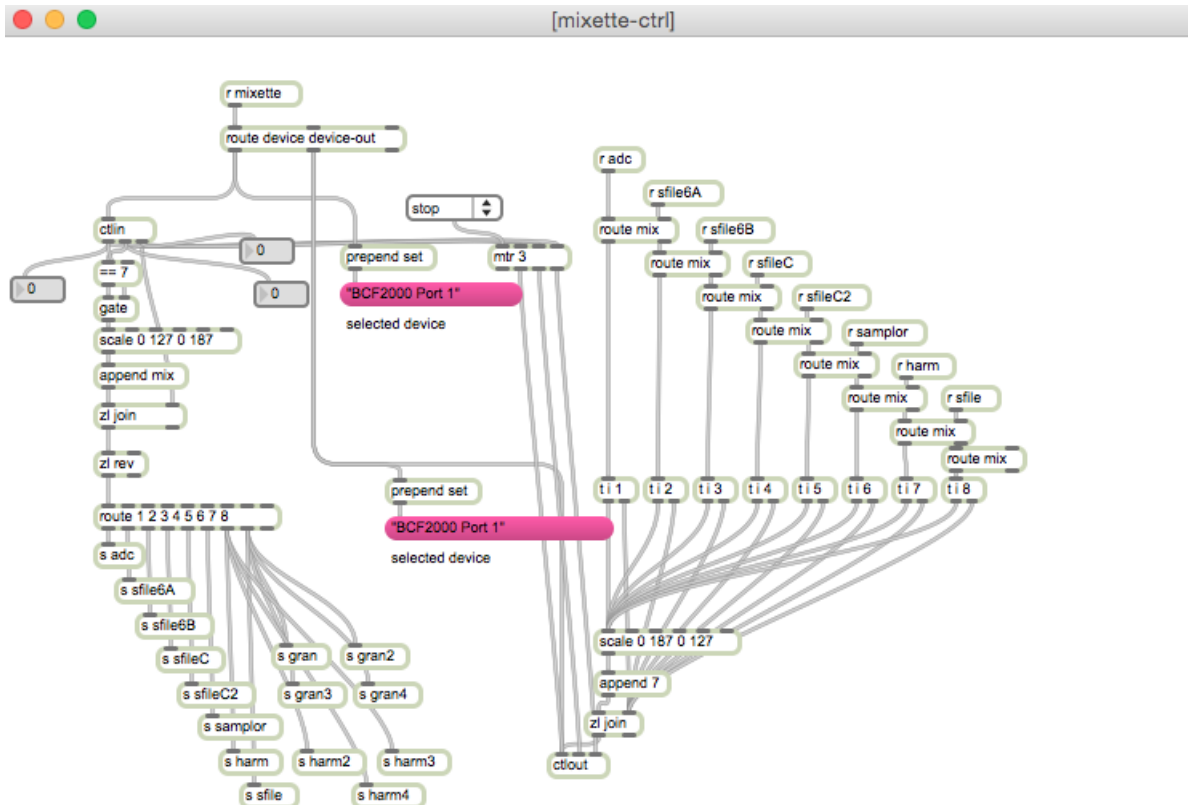 [mixette-ctrl]
r mixette
route device device-out
r adc
r sfile6A
stop
ctlin
route mix
r sfile6B
0
prepend set
mtr 3
route mix
r sfileC
== 7
0
0
"BCF2000 Port 1"
route mix
r sfileC2
gate
selected device
route mix
r samplor
scale 0 127 0 187
route mix
r harm
append mix
route mix
r sfile
zl join
route mix
route mix
zl rev
prepend set
t i 1
t i 2
t i 3
t i 4
t i 5
t i 6
t i 7
t i 8
route 1 2 3 4 5 6 7 8
"BCF2000 Port 1"
s adc
selected device
s sfile6A
s sfile6B
scale 0 187 0 127
s sfileC
s gran
s gran2
append 7
s sfileC2
s gran3
s gran4
s samplor
zl join
s harm
s harm2
s harm3
ctlout
s sfile
s harm4